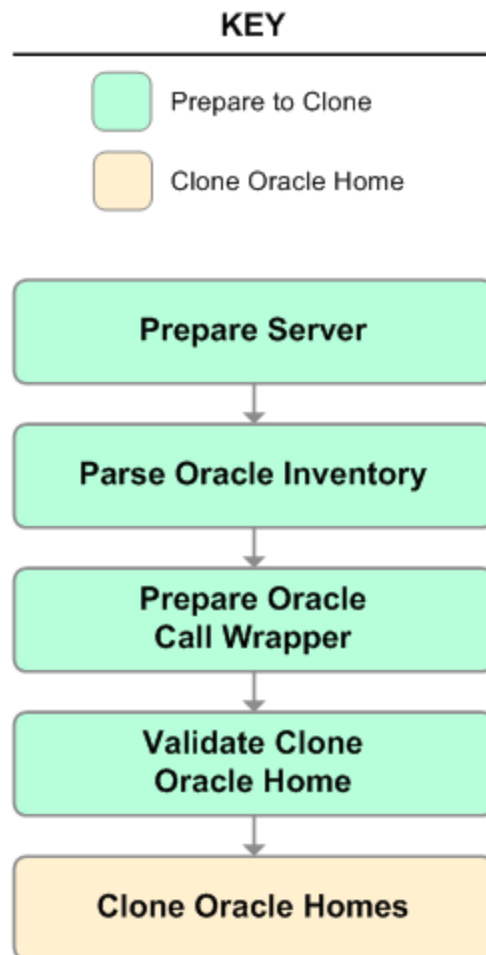 KEY
Prepare to Clone
Clone Oracle Home
Prepare Server
Parse Oracle Inventory
Prepare Oracle
Call Wrapper
Validate Clone
Oracle Home
Clone Oracle Homes